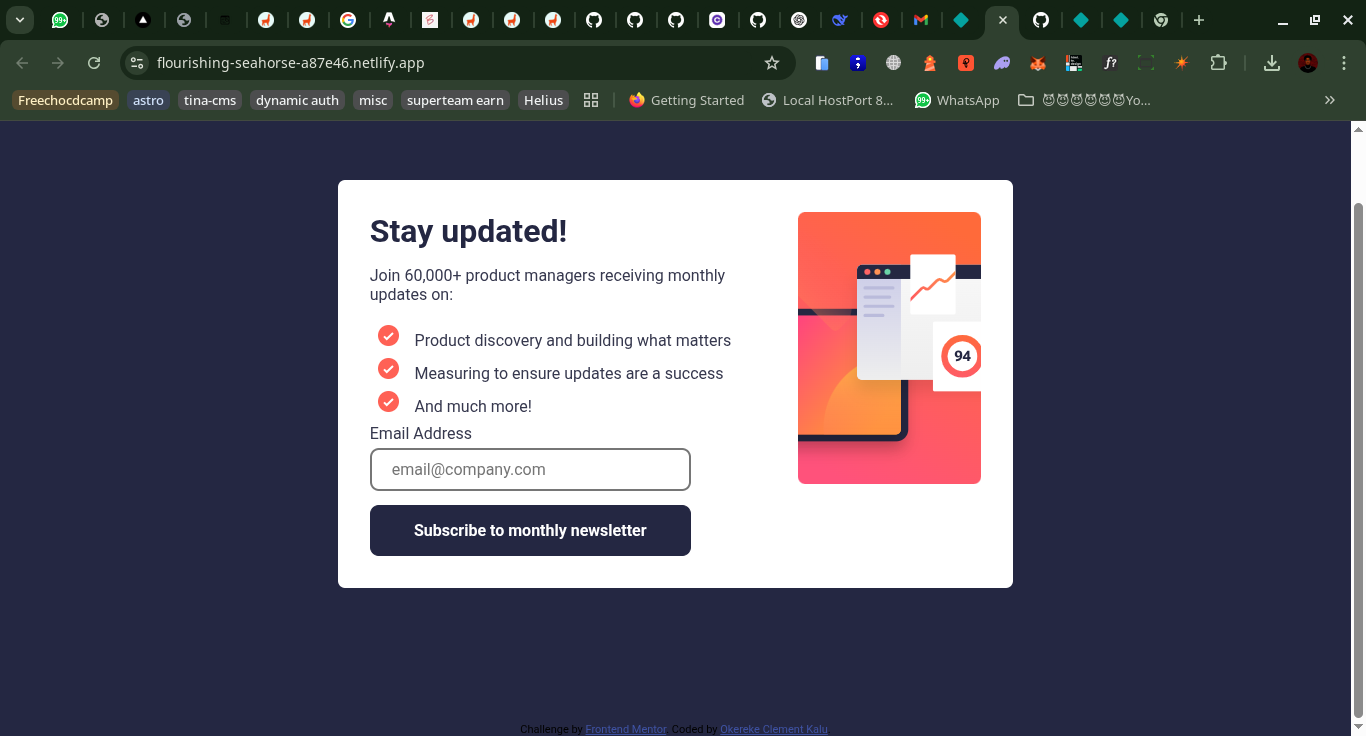 99+
flourishing-seahorse-a87e46.netlify.app
Freechocdcamp astro tina-cms dynamic auth misc superteam earn Helius Getting Started Local HostPort 8... 99+ WhatsApp 😈😈😈😈😈😈Yo...
Stay updated!
Join 60,000+ product managers receiving monthly
updates on:
Product discovery and building what matters
Measuring to ensure updates are a success
And much more!
94
Email Address
email@company.com
Subscribe to monthly newsletter
Challenge by Frontend Mentor. Coded by Okereke Clement Kalu